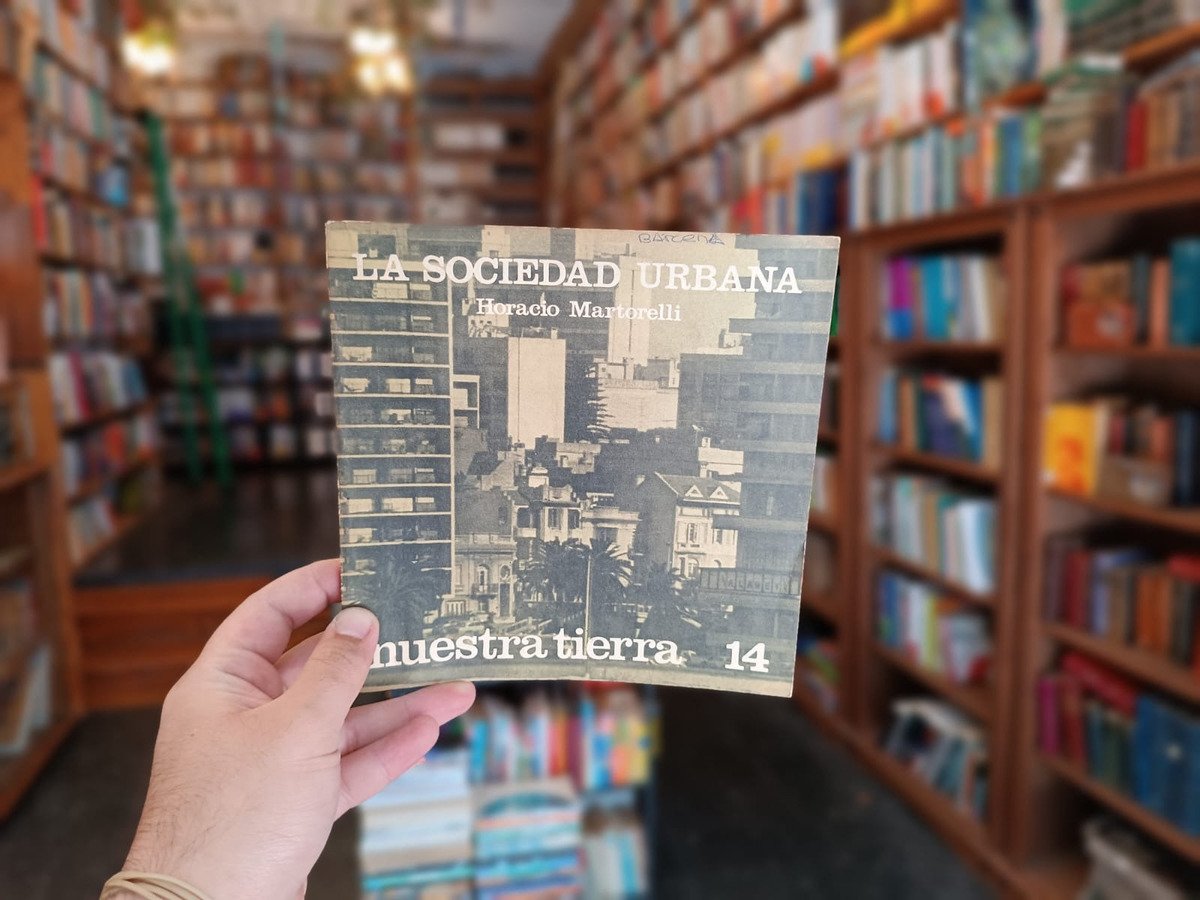 BARCENA
LA SOCIEDAD URBANA
Horacio Martorelli
nuestra tierra 14